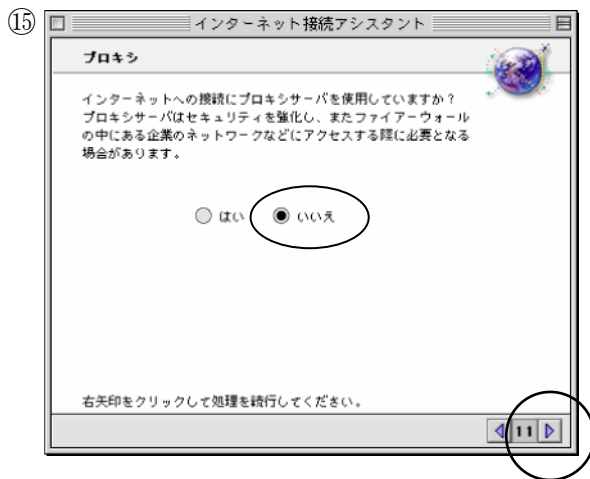 ⑮
インターネット接続アシスタント
プロキシ
インターネットへの接続にプロキシサーバを使用していますか？
プロキシサーバはセキュリティを強化し、またファイアーウォール
の中にある企業のネットワークなどにアクセスする際に必要となる
場合があります。
はい いいえ
右矢印をクリックして処理を続行してください。
11